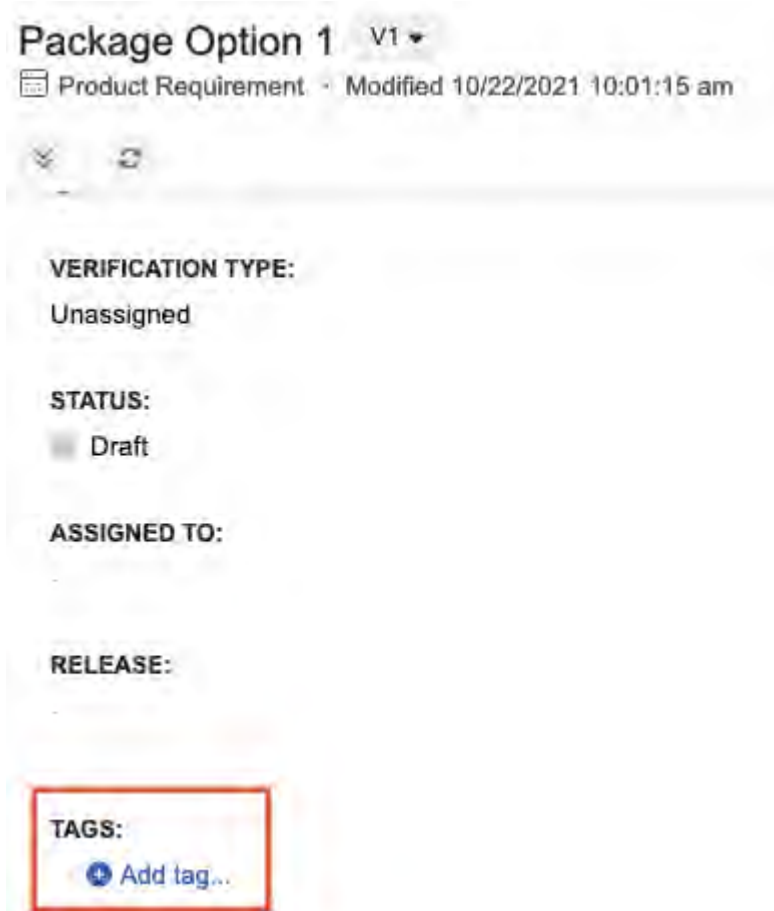 Package Option 1 V1
Product Requirement · Modified 10/22/2021 10:01:15 am
VERIFICATION TYPE:
Unassigned
STATUS:
Draft
ASSIGNED TO:
RELEASE:
TAGS:
Add tag...